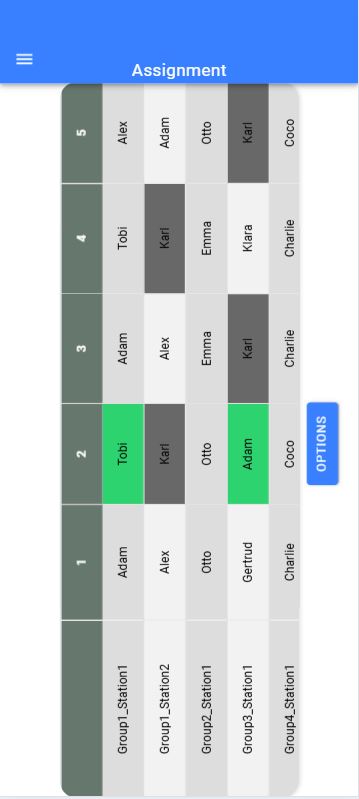 Assignment
1 2 3 4 5
Group1_Station1 Adam Tobi Adam Tobi Alex
Group1_Station2 Alex Karl Alex Karl Adam
Group2_Station1 Otto Otto Emma Emma Otto
Group3_Station1 Gertrud Adam Karl Klara Karl
Group4_Station1 Charlie Coco Charlie Charlie Coco
OPTIONS